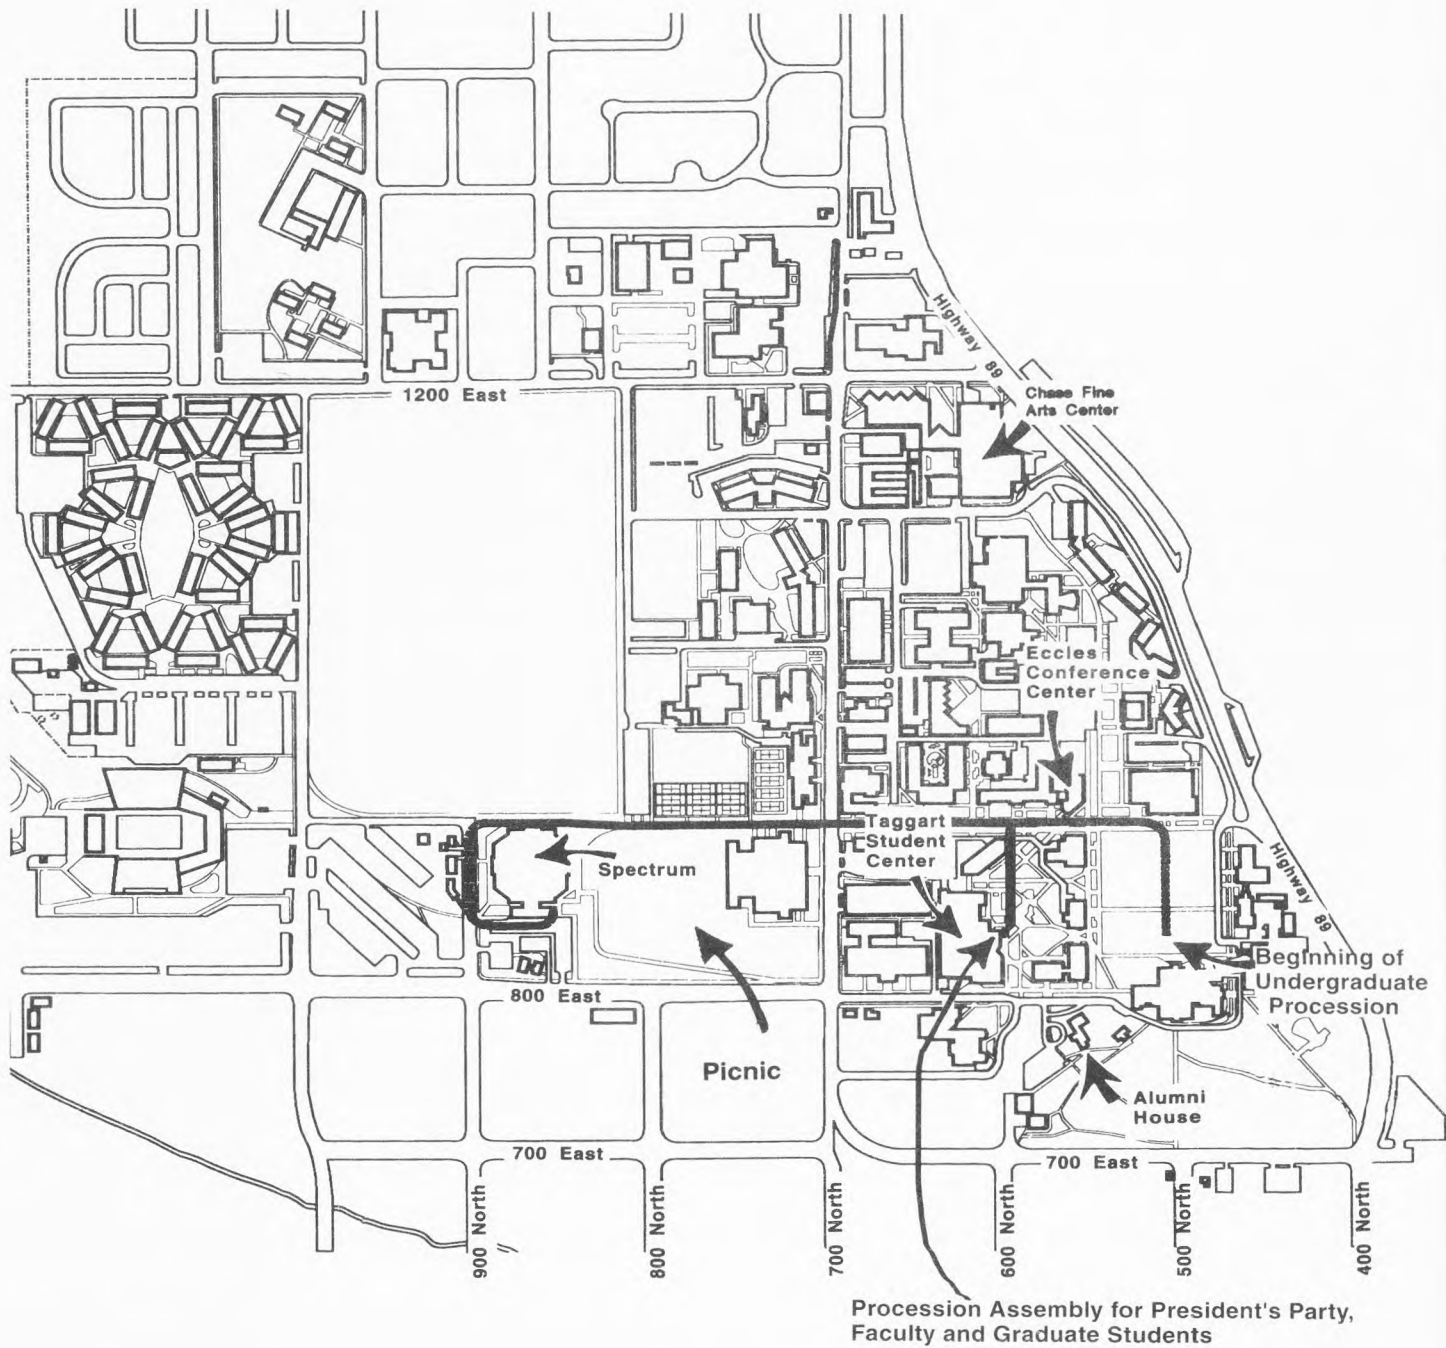 Highway 89
1200 East
Chase Fine
Arts Center
Eccles
Conference
Center
Taggart
Student
Center
Spectrum
Highway 89
Beginning of
Undergraduate
Procession
800 East
Picnic
Alumni
House
700 East
700 East
900 North
800 North
700 North
600 North
500 North
400 North
Procession Assembly for President's Party,
Faculty and Graduate Students